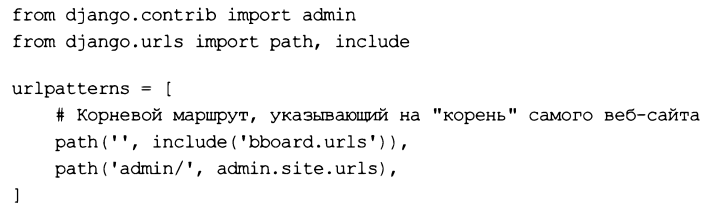 from django.contrib import admin
from django.urls import path, include
urlpatterns = [
# Корневой маршрут, указывающий на "корень" самого веб-сайта
path('', include('bboard.urls')),
path('admin/', admin.site.urls),
]